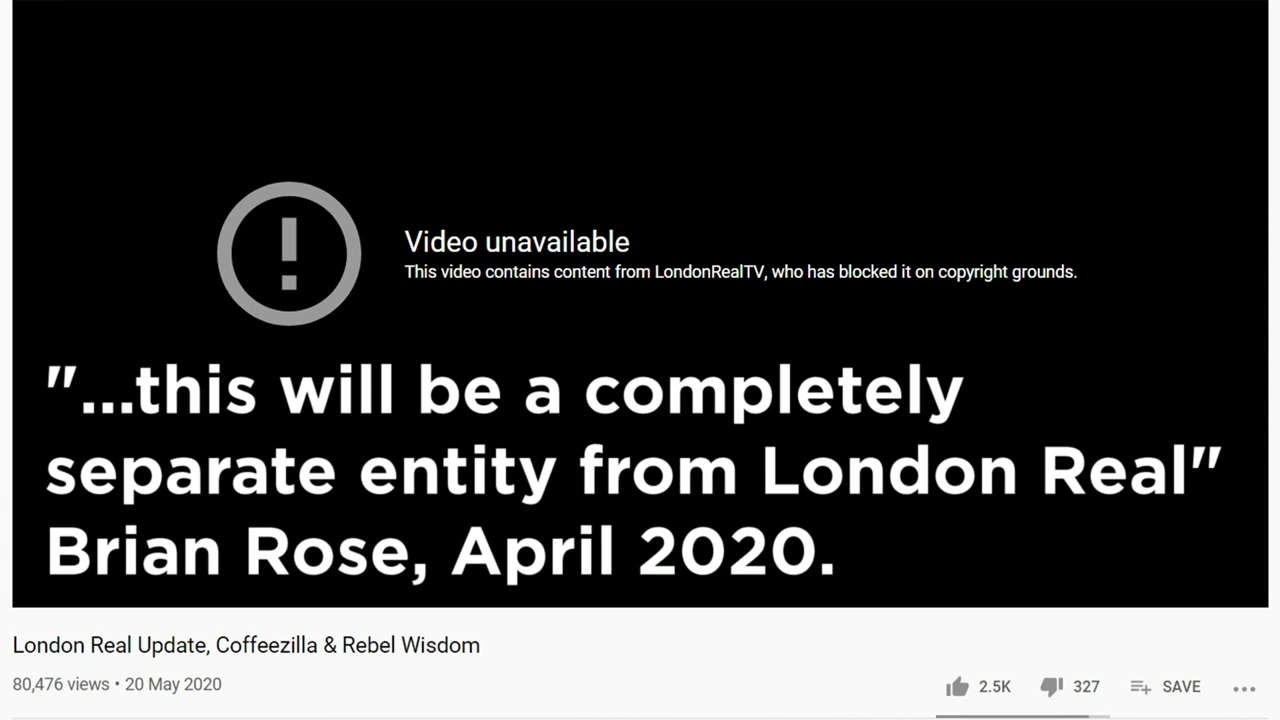 Video unavailable
This video contains content from LondonRealTV, who has blocked it on copyright grounds.
"...this will be a completely
separate entity from London Real"
Brian Rose, April 2020.
London Real Update, Coffeezilla & Rebel Wisdom
80,476 views • 20 May 2020
2.5K 327 SAVE